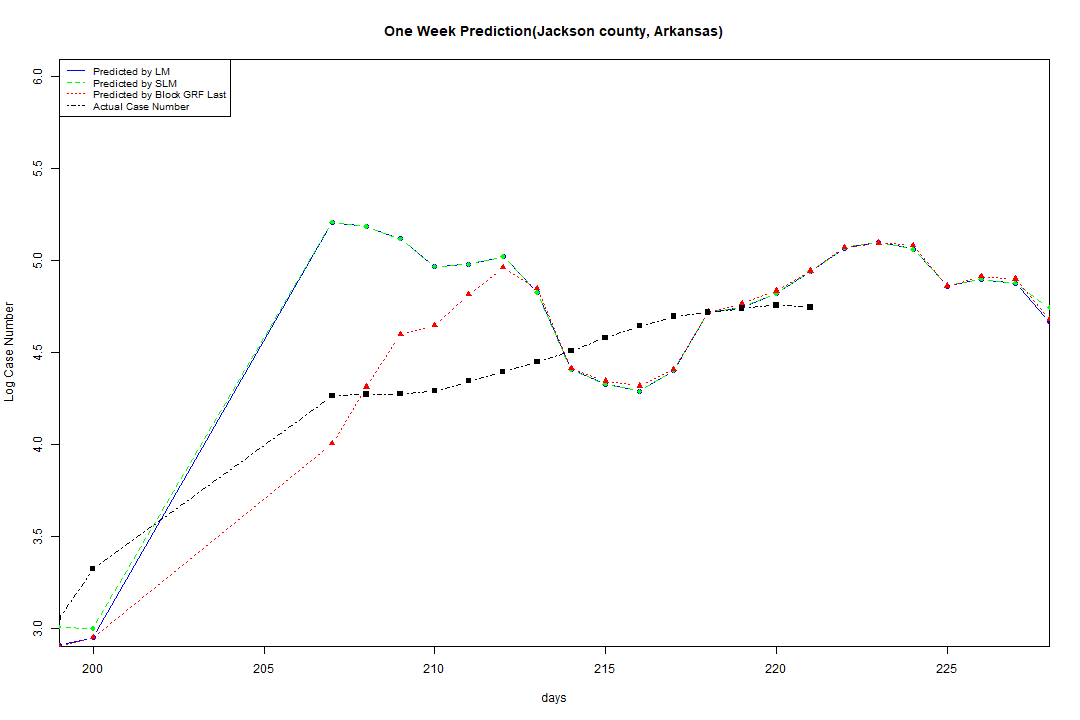 One Week Prediction(Jackson county, Arkansas)
Predicted by LM
Predicted by SLM
Predicted by Block GRF Last
Actual Case Number
6.0
5.5
5.0
4.5
4.0
3.5
3.0
Log Case Number
200 205 210 215 220 225
days